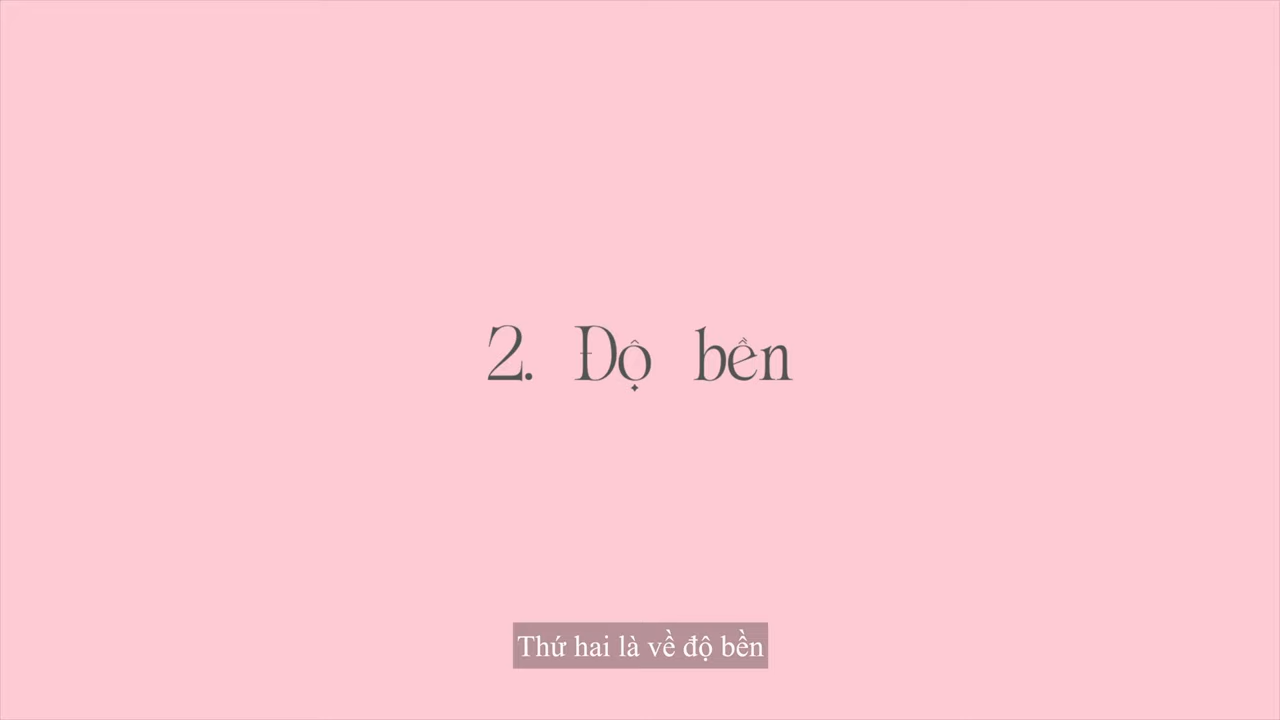 2. Độ bền
Thứ hai là về độ bền